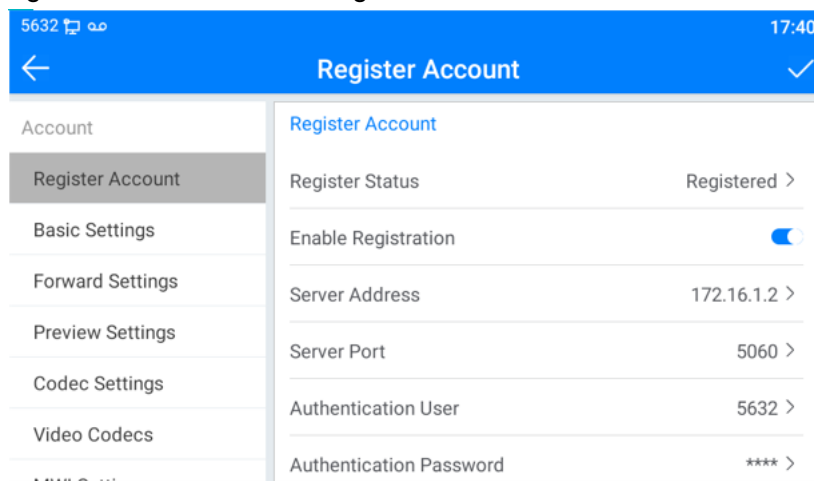 5632 17:40
Register Account
Account
Register Account
Basic Settings
Forward Settings
Preview Settings
Codec Settings
Video Codecs
Register Account
Register Status Registered >
Enable Registration
Server Address 172.16.1.2 >
Server Port 5060 >
Authentication User 5632 >
Authentication Password **** >